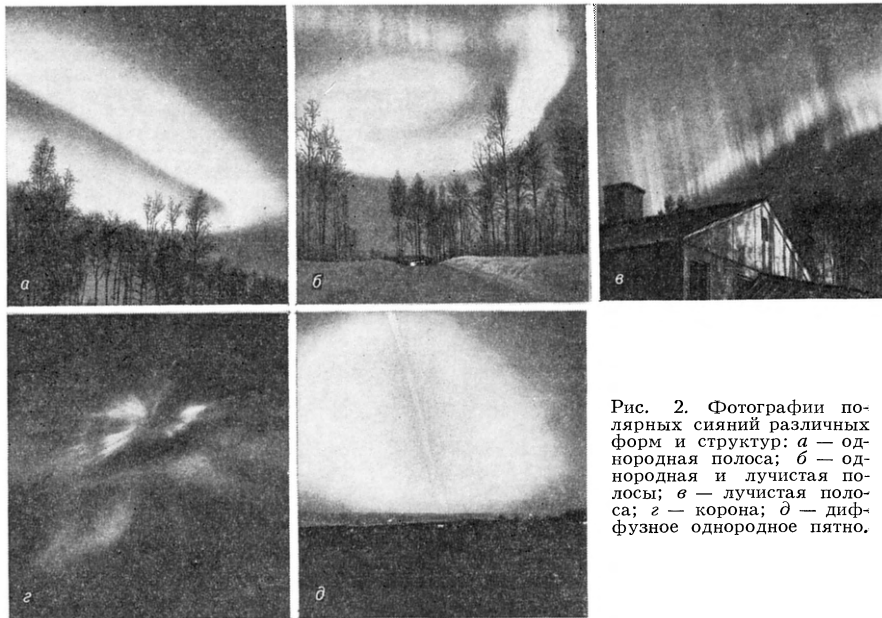 а
б
в
г
д
Рис. 2. Фотографии по-
лярных сияний различных
форм и структур: а — од-
нородная полоса; б — од-
нородная и лучистая по-
лосы; в — лучистая поло-
са; г — корона; д — диф-
фузное однородное пятно.